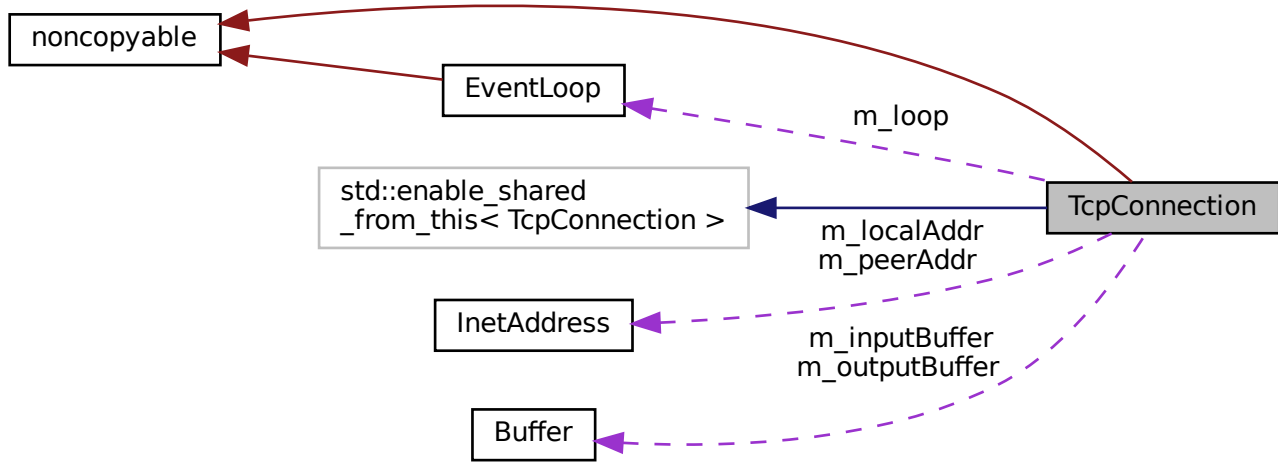 noncopyable
EventLoop
m_loop
std::enable_shared
_from_this< TcpConnection >
TcpConnection
m_localAddr
m_peerAddr
InetAddress
m_inputBuffer
m_outputBuffer
Buffer